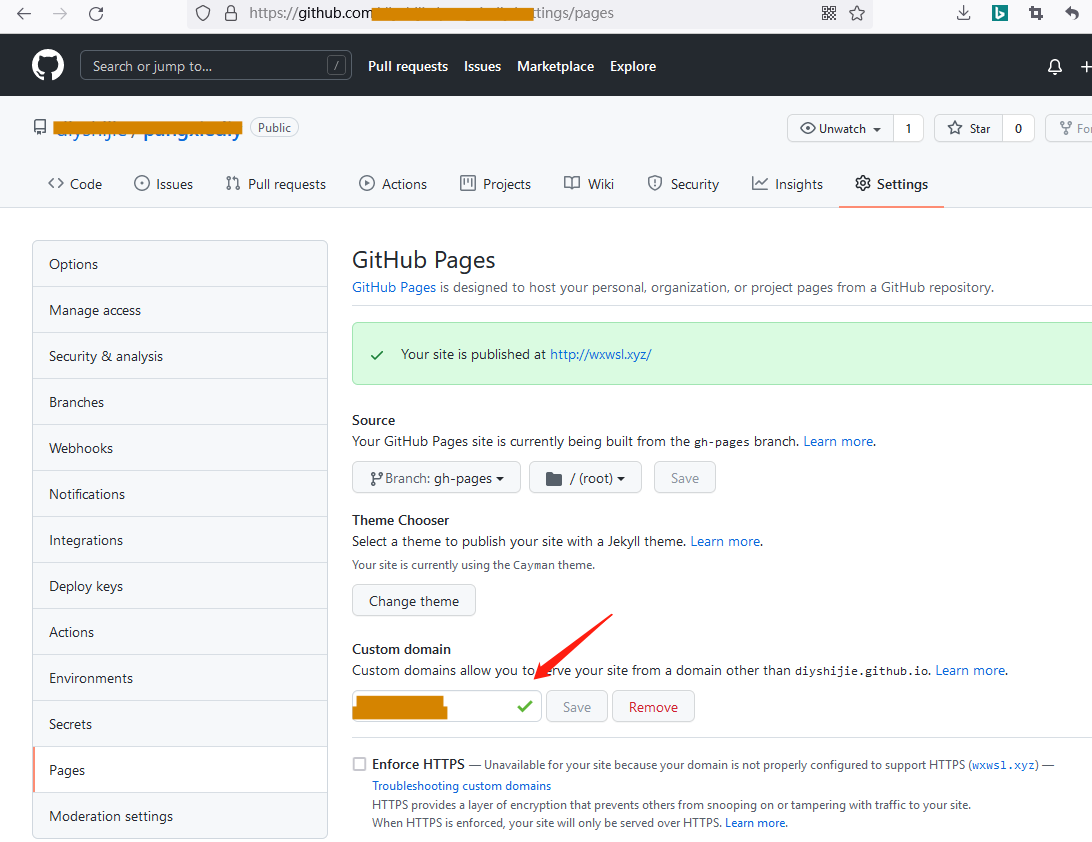 https://github.com tings/pages
Search or jump to… /
Pull requests Issues Marketplace Explore
Public
Unwatch 1 Star 0
Code Issues Pull requests Actions Projects Wiki Security Insights Settings
Options
Manage access
Security & analysis
Branches
Webhooks
Notifications
Integrations
Deploy keys
Actions
Environments
Secrets
Pages
Moderation settings
GitHub Pages
GitHub Pages is designed to host your personal, organization, or project pages from a GitHub repository.
Your site is published at http://wxwsl.xyz/
Source
Your GitHub Pages site is currently being built from the gh-pages branch. Learn more.
Branch: gh-pages / (root) Save
Theme Chooser
Select a theme to publish your site with a Jekyll theme. Learn more.
Your site is currently using the Cayman theme.
Change theme
Custom domain
Custom domains allow you to serve your site from a domain other than diyshijie.github.io. Learn more.
Save Remove
Enforce HTTPS — Unavailable for your site because your domain is not properly configured to support HTTPS (wxwsl.xyz) —
Troubleshooting custom domains
HTTPS provides a layer of encryption that prevents others from snooping on or tampering with traffic to your site.
When HTTPS is enforced, your site will only be served over HTTPS. Learn more.